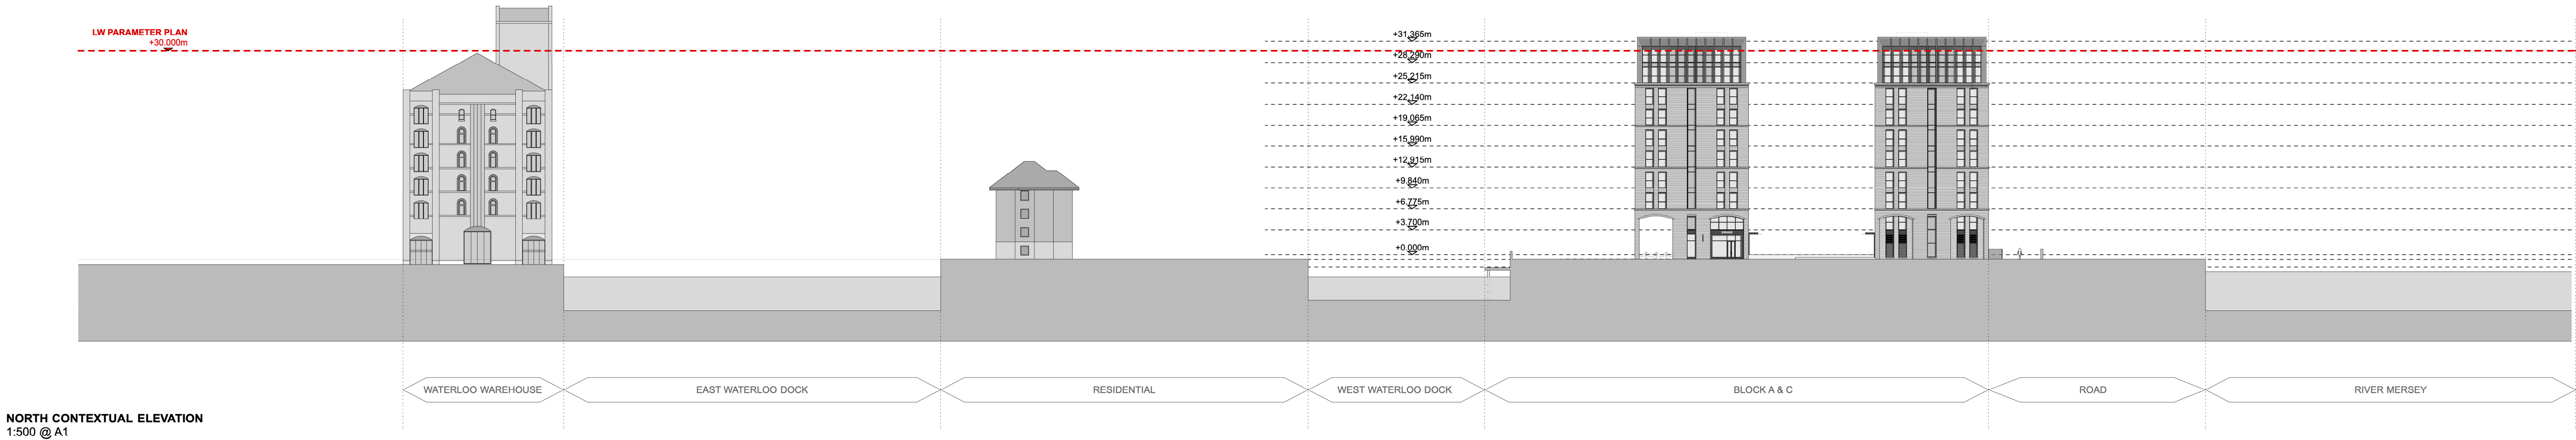 LW PARAMETER PLAN
+30.000m
+31.365m
+28.290m
+25.215m
+22.140m
+19.065m
+15.990m
+12.915m
+9.840m
+6.775m
+3.700m
+0.000m
WATERLOO WAREHOUSE
EAST WATERLOO DOCK
RESIDENTIAL
WEST WATERLOO DOCK
BLOCK A & C
ROAD
RIVER MERSEY
NORTH CONTEXTUAL ELEVATION
1:500 @ A1